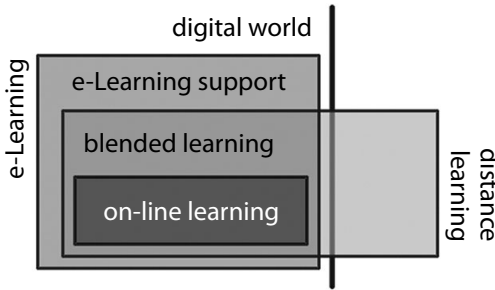 digital world
e-Learning
e-Learning support
blended learning
on-line learning
distance
learning